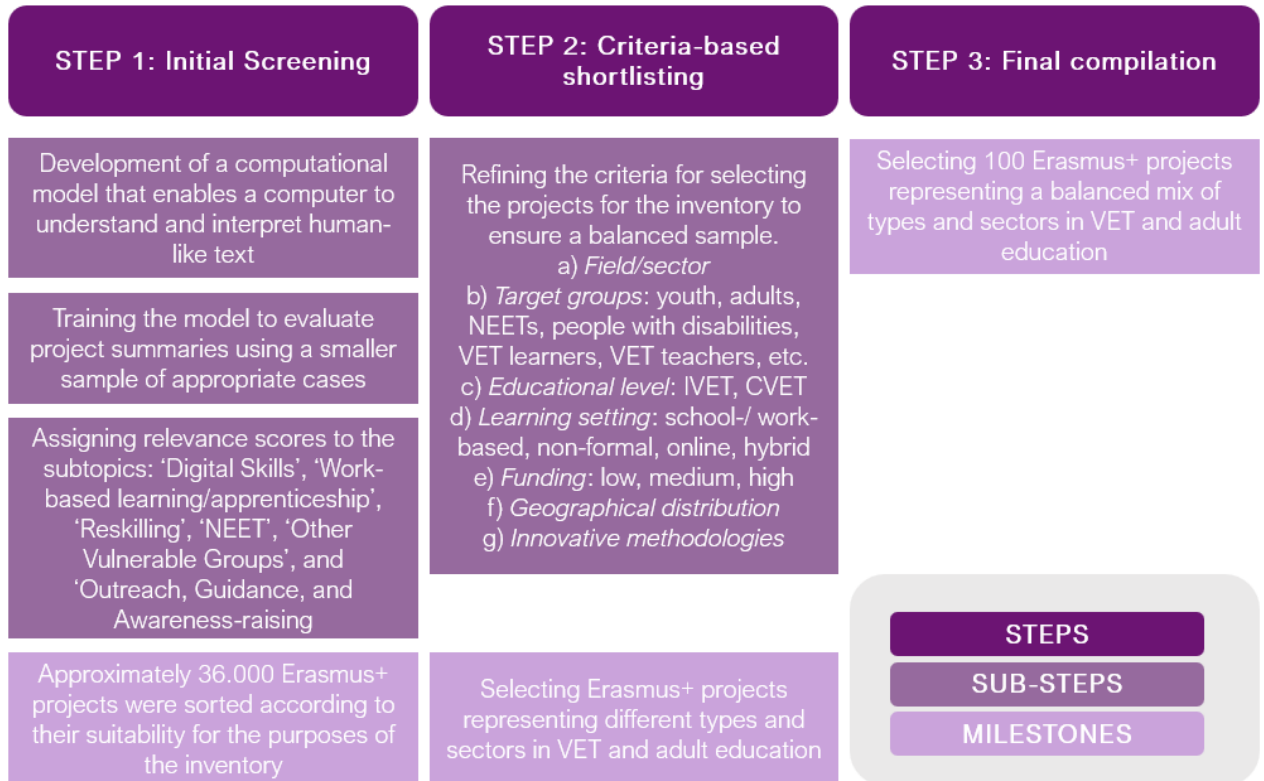 STEP 1: Initial Screening
Development of a computational
model that enables a computer to
understand and interpret human-
like text
Training the model to evaluate
project summaries using a smaller
sample of appropriate cases
Assigning relevance scores to the
subtopics: ‘Digital Skills’, ‘Work-
based learning/apprenticeship’,
‘Reskilling’, ‘NEET’, ‘Other
Vulnerable Groups’, and
‘Outreach, Guidance, and
Awareness-raising
Approximately 36.000 Erasmus+
projects were sorted according to
their suitability for the purposes of
the inventory
STEP 2: Criteria-based
shortlisting
Refining the criteria for selecting
the projects for the inventory to
ensure a balanced sample.
a) Field/sector
b) Target groups: youth, adults,
NEETs, people with disabilities,
VET learners, VET teachers, etc.
c) Educational level: IVET, CVET
d) Learning setting: school-/ work-
based, non-formal, online, hybrid
e) Funding: low, medium, high
f) Geographical distribution
g) Innovative methodologies
Selecting Erasmus+ projects
representing different types and
sectors in VET and adult education
STEP 3: Final compilation
Selecting 100 Erasmus+ projects
representing a balanced mix of
types and sectors in VET and adult
education
STEPS
SUB-STEPS
MILESTONES